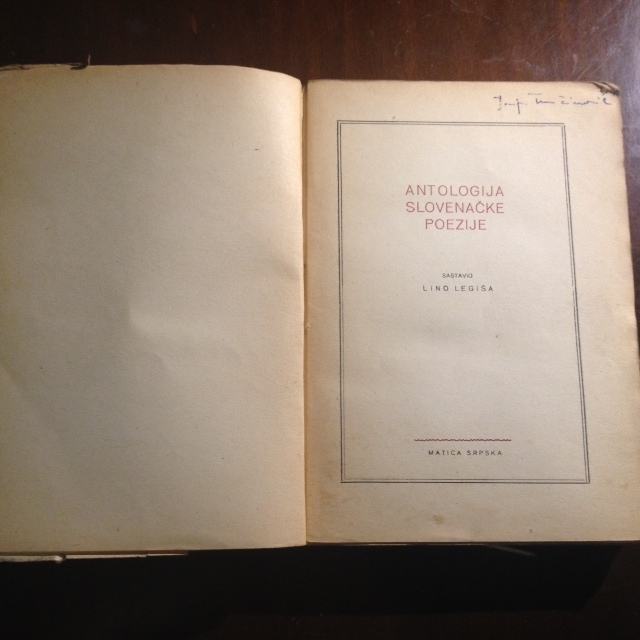 ANTOLOGIJA
SLOVENAČKE
POEZIJE
SASTAVIO
LINO LEGIŠA
MATICA SRPSKA